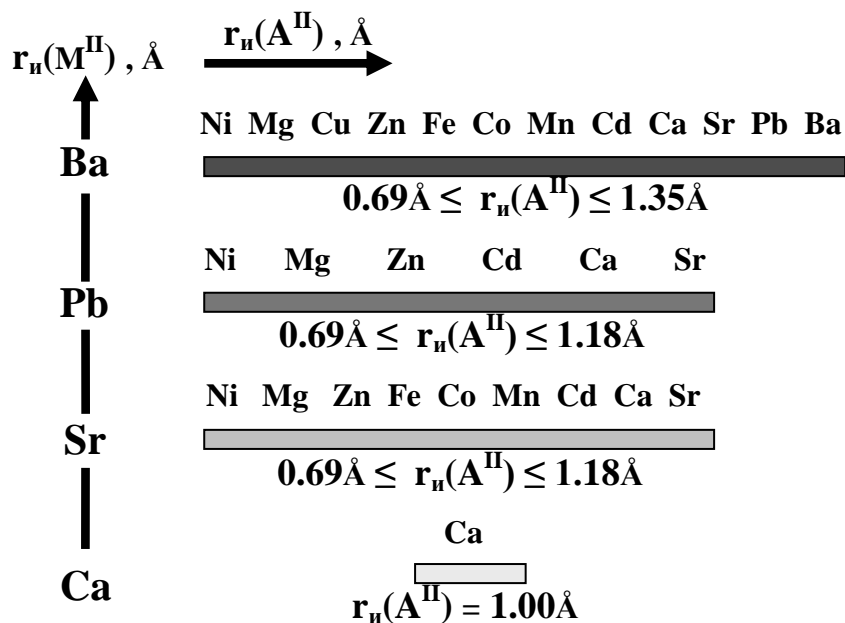 rи(Mᴵᴵ) , Å
rи(Aᴵᴵ) , Å
Ba
Ni Mg Cu Zn Fe Co Mn Cd Ca Sr Pb Ba
0.69Å ≤ rи(Aᴵᴵ) ≤ 1.35Å
Pb
Ni Mg Zn Cd Ca Sr
0.69Å ≤ rи(Aᴵᴵ) ≤ 1.18Å
Sr
Ni Mg Zn Fe Co Mn Cd Ca Sr
0.69Å ≤ rи(Aᴵᴵ) ≤ 1.18Å
Ca
Ca
rи(Aᴵᴵ) = 1.00Å